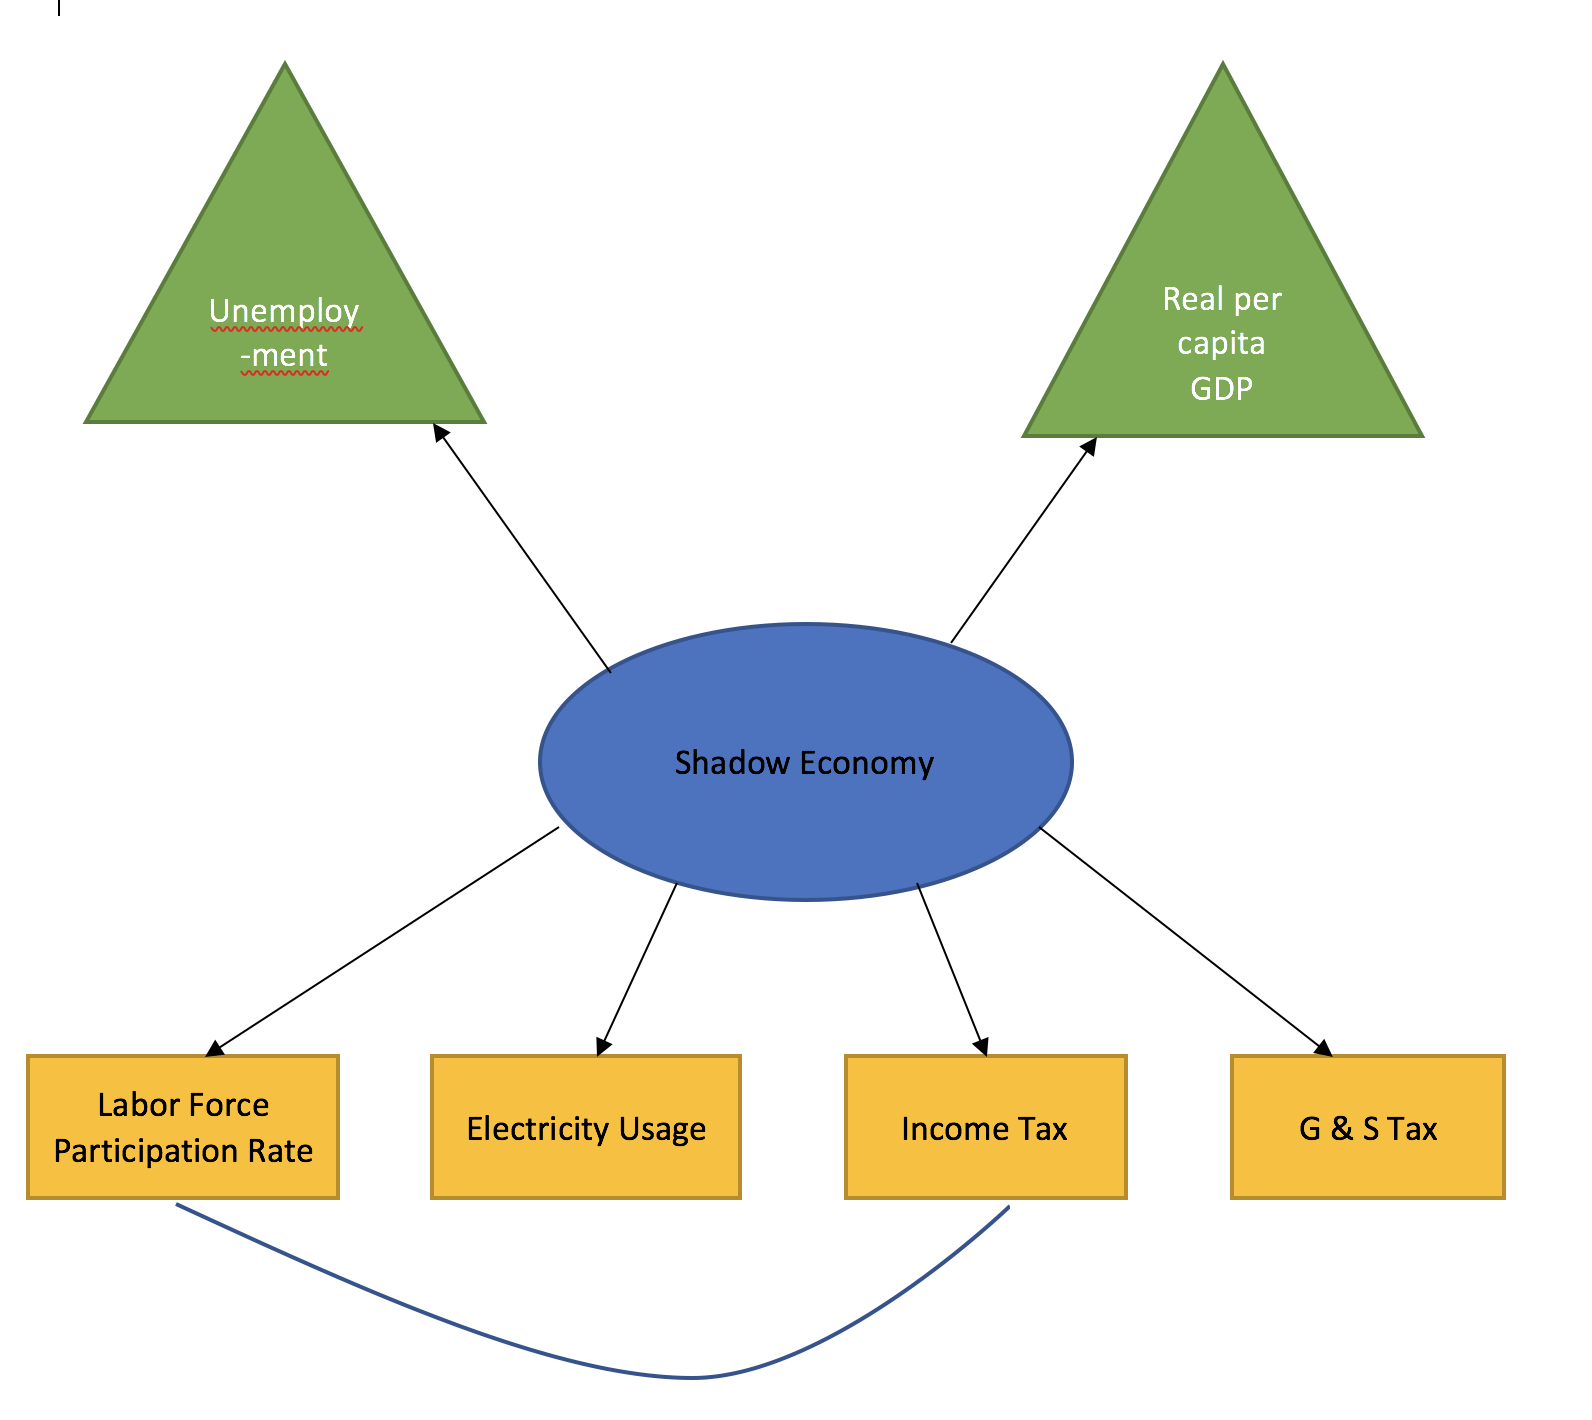 Unemploy
-ment
Real per
capita
GDP
Shadow Economy
Labor Force
Participation Rate
Electricity Usage
Income Tax
G & S Tax